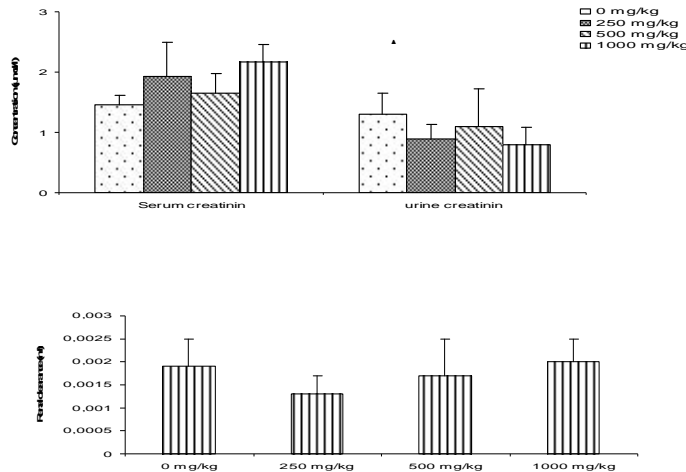 0 mg/kg
250 mg/kg
500 mg/kg
1000 mg/kg
3
2
1
0
Serum creatinin
urine creatinin
0,003
0,0025
0,002
0,0015
0,001
0,0005
0
0 mg/kg
250 mg/kg
500 mg/kg
1000 mg/kg